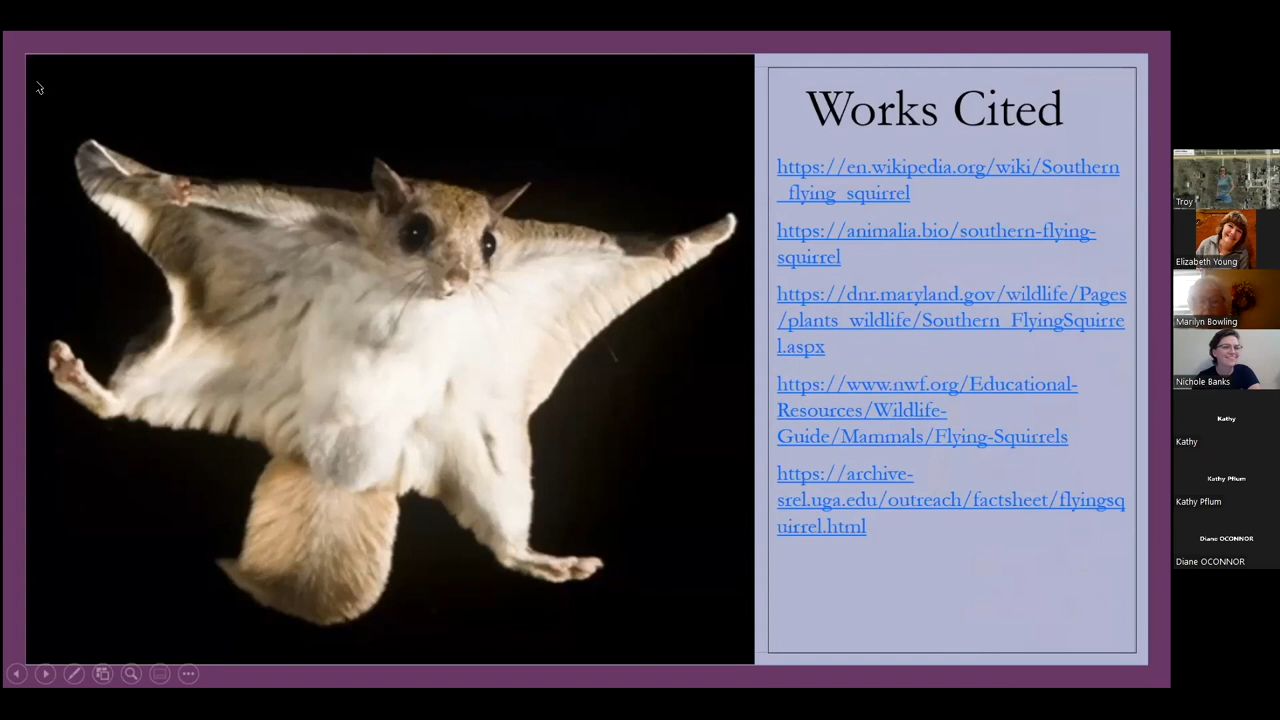 Works Cited
https://en.wikipedia.org/wiki/Southern
_flying_squirrel
https://animalia.bio/southern-flying-
squirrel
https://dnr.maryland.gov/wildlife/Pages
/plants_wildlife/Southern_FlyingSquirre
l.aspx
https://www.nwf.org/Educational-
Resources/Wildlife-
Guide/Mammals/Flying-Squirrels
https://archive-
srel.uga.edu/outreach/factsheet/flyingsq
uirrel.html
Troy
Elizabeth Young
Marilyn Bowling
Nichole Banks
Kathy
Kathy
Kathy Pflum
Kathy Pflum
Diane OCONNOR
Diane OCONNOR